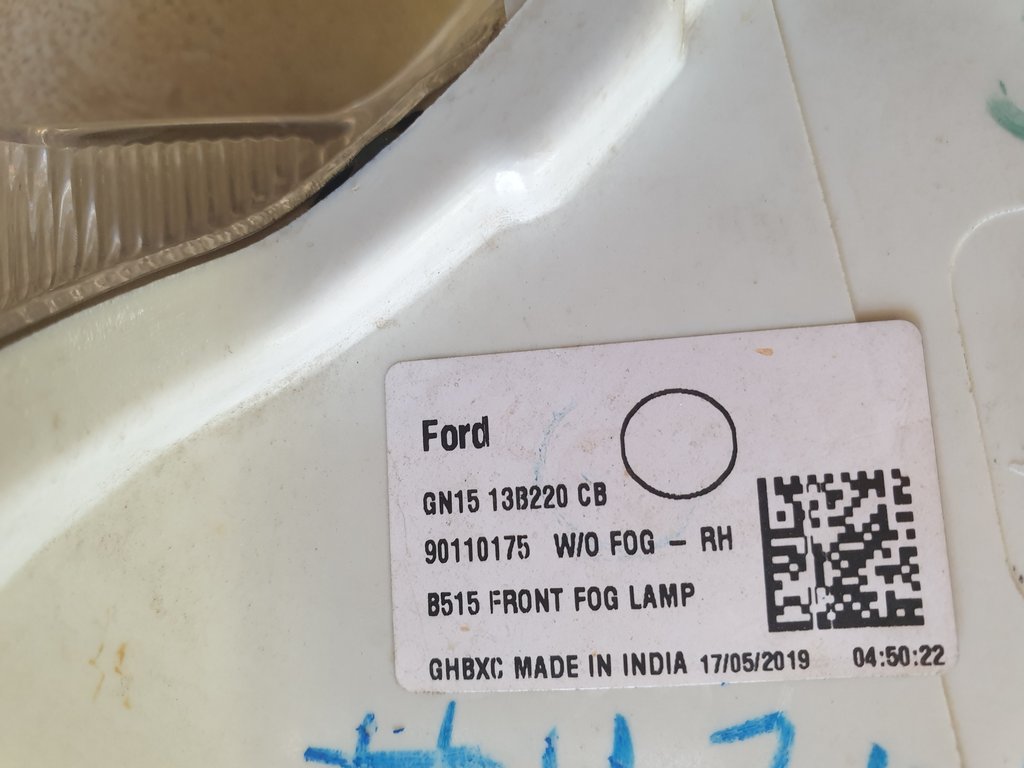 Ford
GN15 13B220 CB
90110175 W/O FOG - RH
B515 FRONT FOG LAMP
GHBXC MADE IN INDIA 17/05/2019 04:50:22